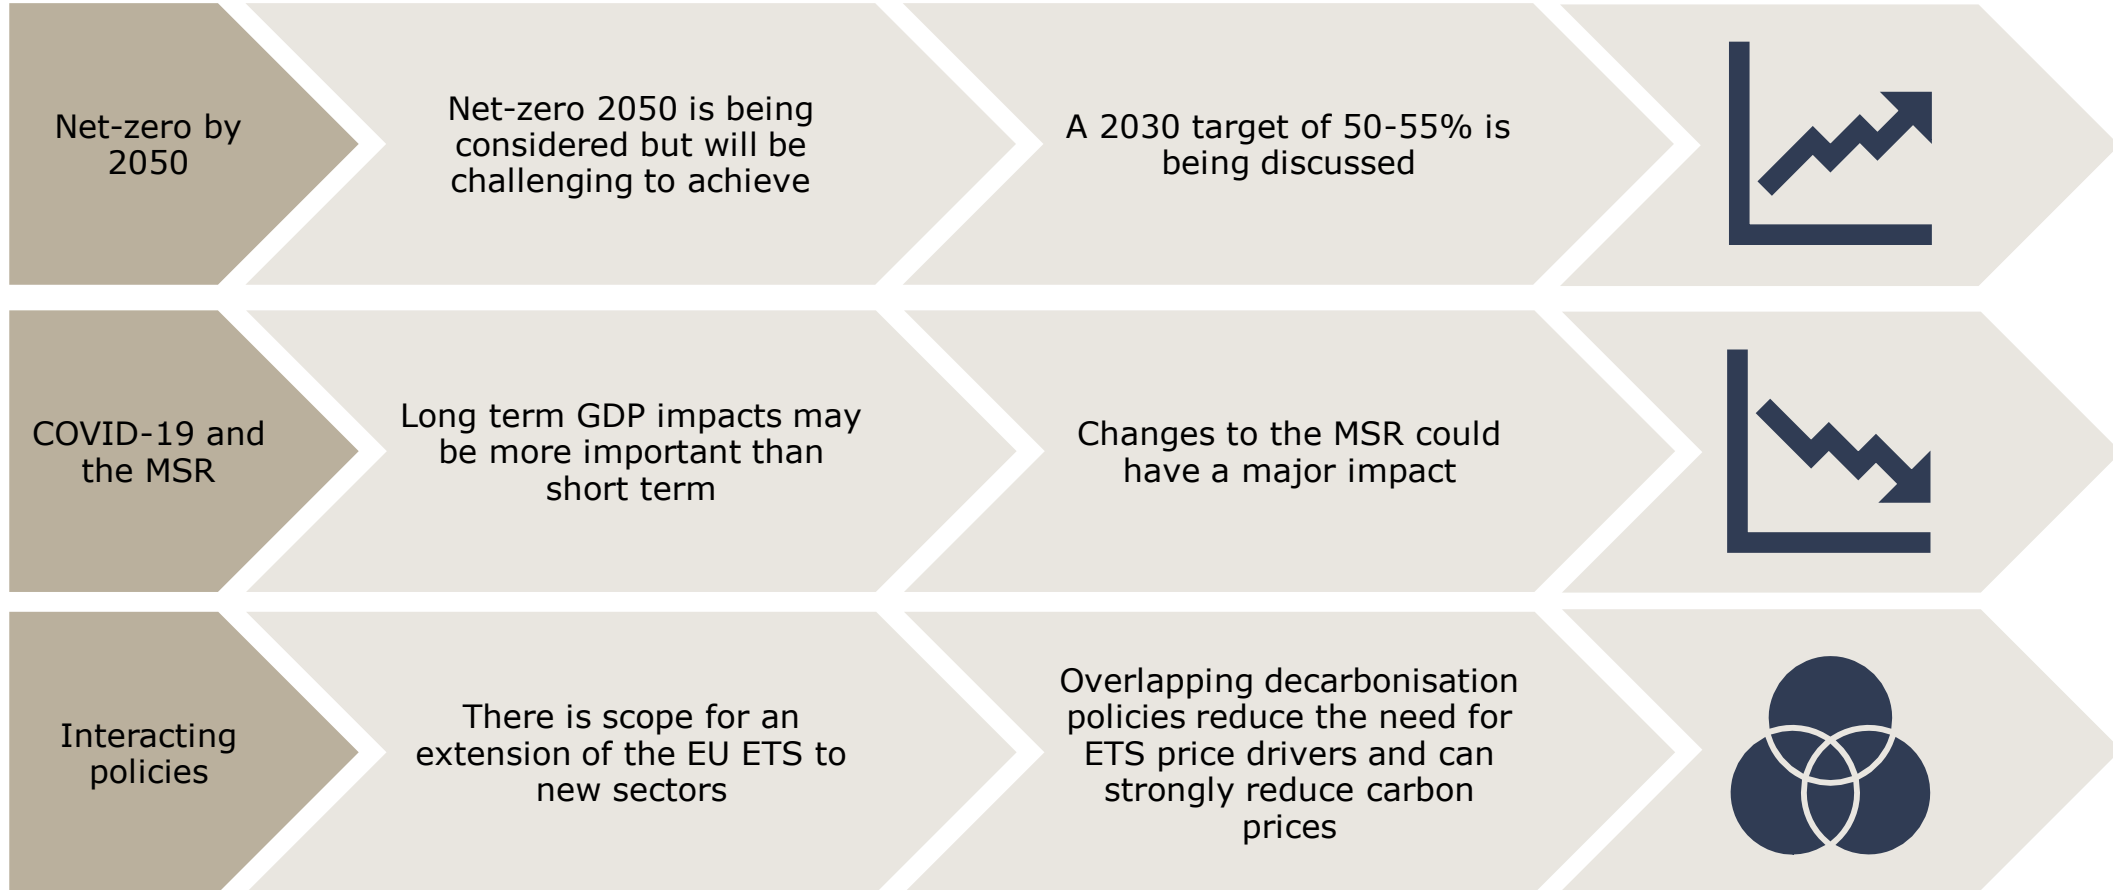 Net-zero by
2050
Net-zero 2050 is being
considered but will be
challenging to achieve
A 2030 target of 50-55% is
being discussed
COVID-19 and
the MSR
Long term GDP impacts may
be more important than
short term
Changes to the MSR could
have a major impact
Interacting
policies
There is scope for an
extension of the EU ETS to
new sectors
Overlapping decarbonisation
policies reduce the need for
ETS price drivers and can
strongly reduce carbon
prices